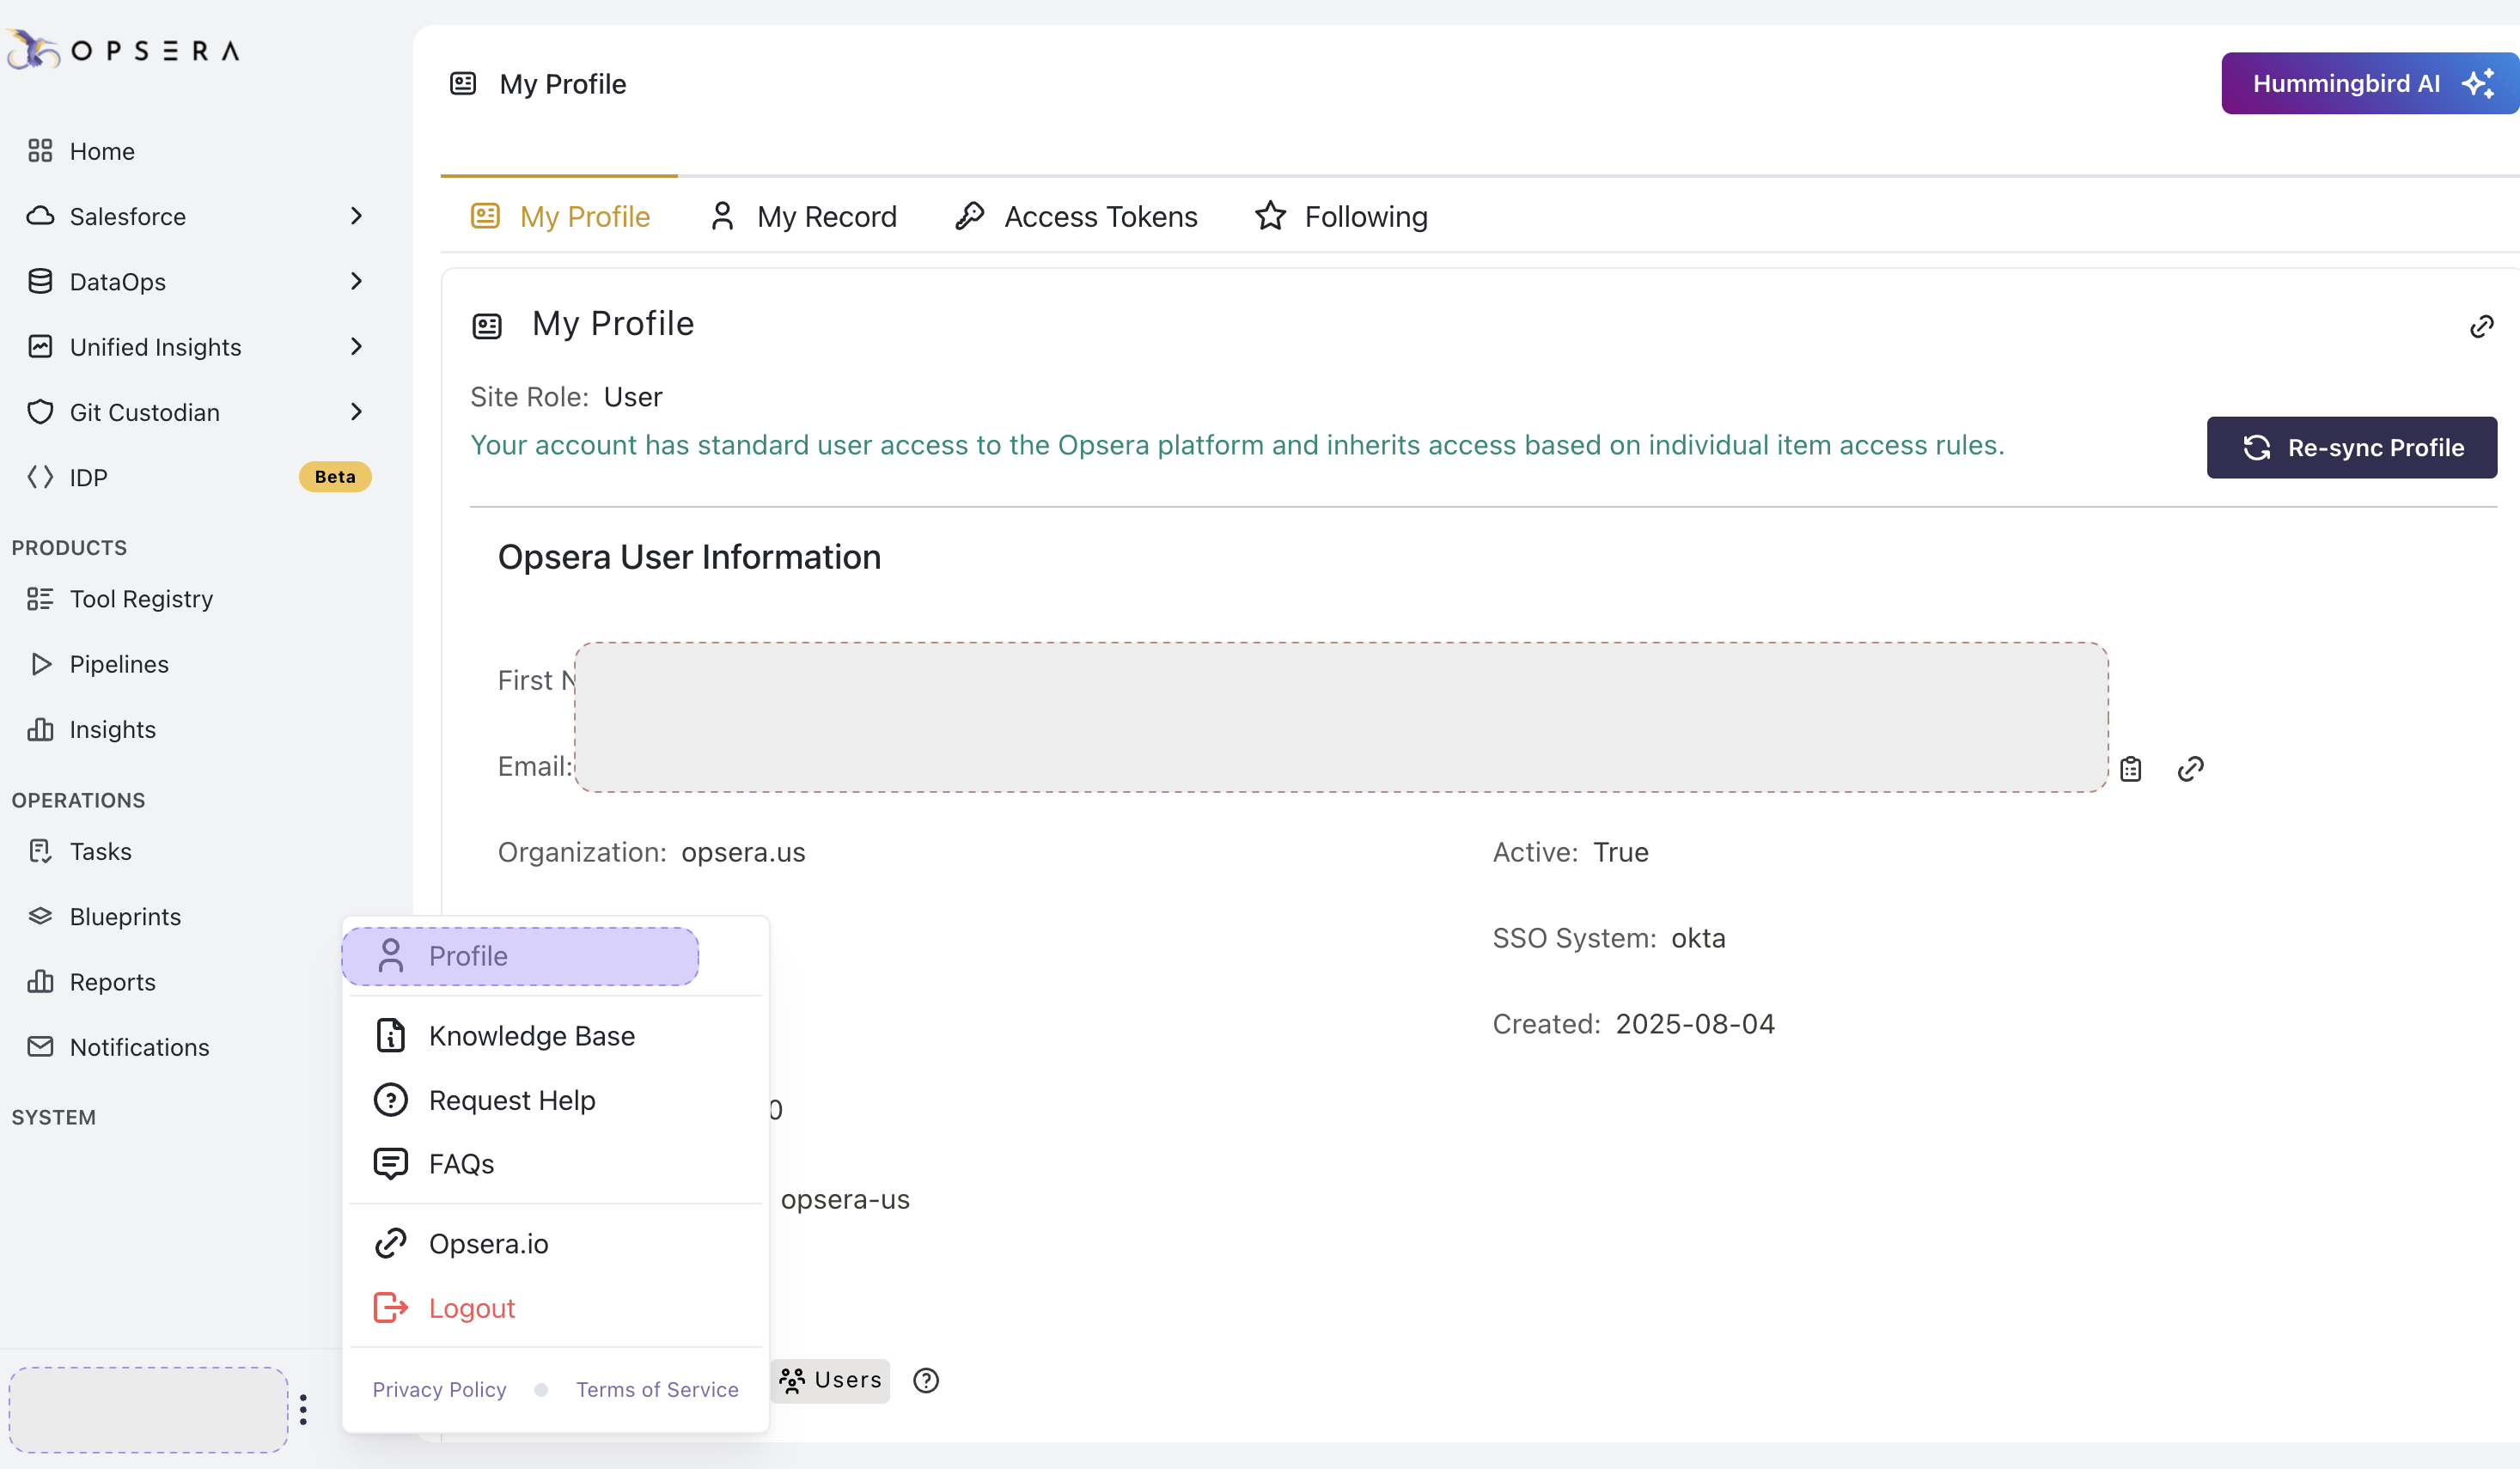 OPSERA
Home
Salesforce
DataOps
Unified Insights
Git Custodian
IDP
Beta
PRODUCTS
Tool Registry
Pipelines
Insights
OPERATIONS
Tasks
Blueprints
Reports
Notifications
SYSTEM
My Profile
Hummingbird AI
My Profile
My Record
Access Tokens
Following
My Profile
Site Role: User
Your account has standard user access to the Opsera platform and inherits access based on individual item access rules.
Re-sync Profile
Opsera User Information
First N
Email:
Organization: opsera.us
Active: True
SSO System: okta
Created: 2025-08-04
0
opsera-us
Users
Profile
Knowledge Base
Request Help
FAQs
Opsera.io
Logout
Privacy Policy
Terms of Service